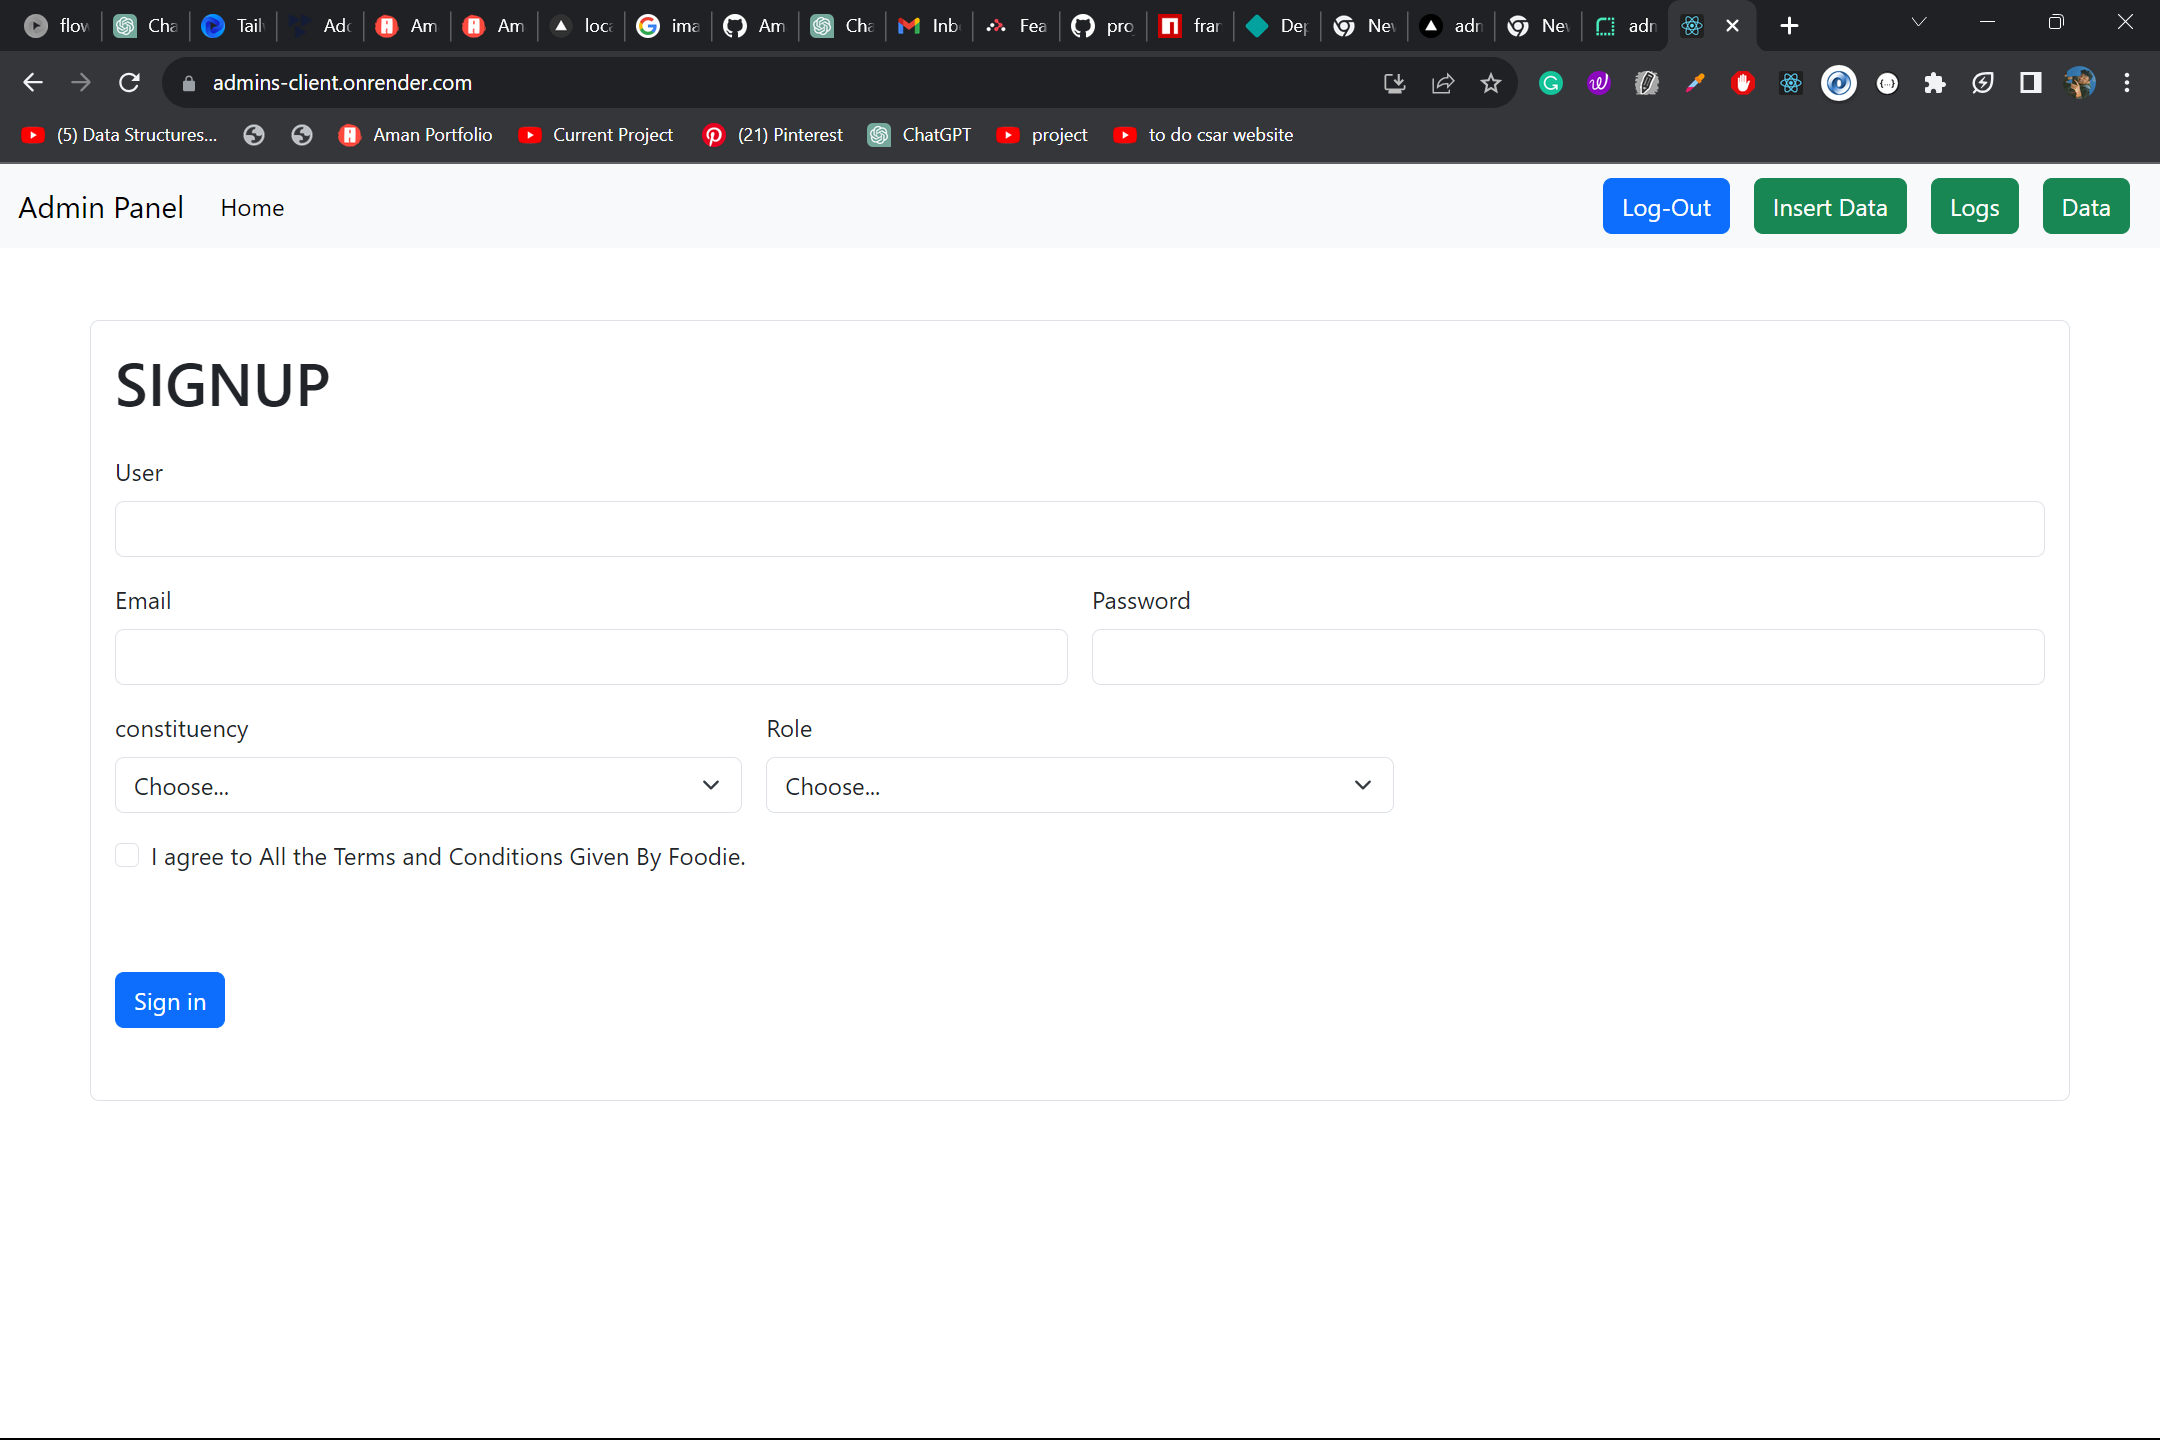 flow Cha Tail Adc Am Am loca G ima Am Cha Inb Fea pro fran Dep Nev adn Nev adn
admins-client.onrender.com
(5) Data Structures... Aman Portfolio Current Project (21) Pinterest ChatGPT project to do csar website
Admin Panel Home Log-Out Insert Data Logs Data
SIGNUP
User
Email Password
constituency Role
Choose... Choose...
I agree to All the Terms and Conditions Given By Foodie.
Sign in